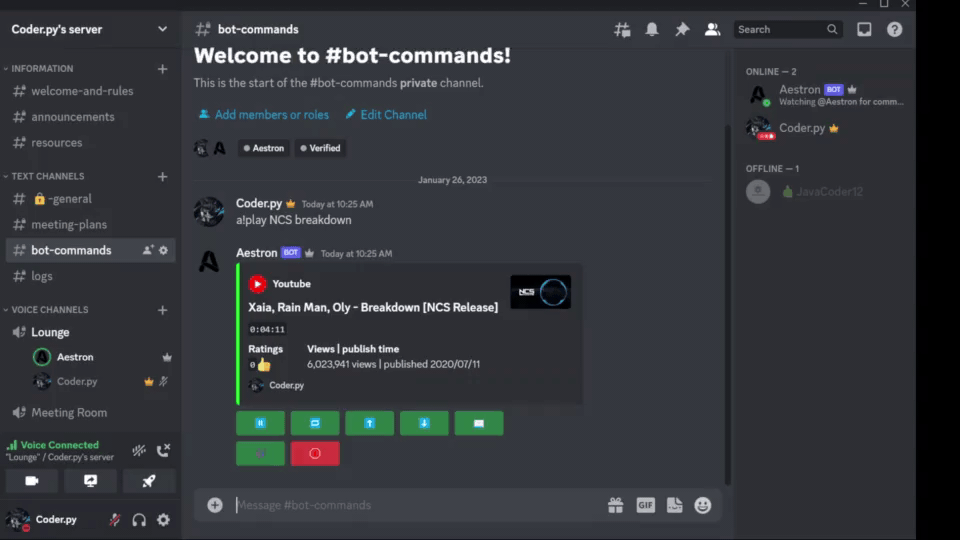 Coder.py's server
bot-commands
Search
INFORMATION
welcome-and-rules
announcements
resources
TEXT CHANNELS
-general
meeting-plans
bot-commands
logs
VOICE CHANNELS
Lounge
Aestron
Coder.py
Meeting Room
Voice Connected
"Lounge" / Coder.py's server
Coder.py
Welcome to #bot-commands!
This is the start of the #bot-commands private channel.
Add members or roles Edit Channel
Aestron Verified
January 26, 2023
Coder.py Today at 10:25 AM
a!play NCS breakdown
Aestron BOT Today at 10:25 AM
Youtube
NCS
Xaia, Rain Man, Oly - Breakdown [NCS Release]
0:04:11
Ratings Views | publish time
0 6,023,941 views | published 2020/07/11
Coder.py
Message #bot-commands
GIF
ONLINE — 2
Aestron BOT
Watching @Aestron for comm...
Coder.py
OFFLINE — 1
JavaCoder12